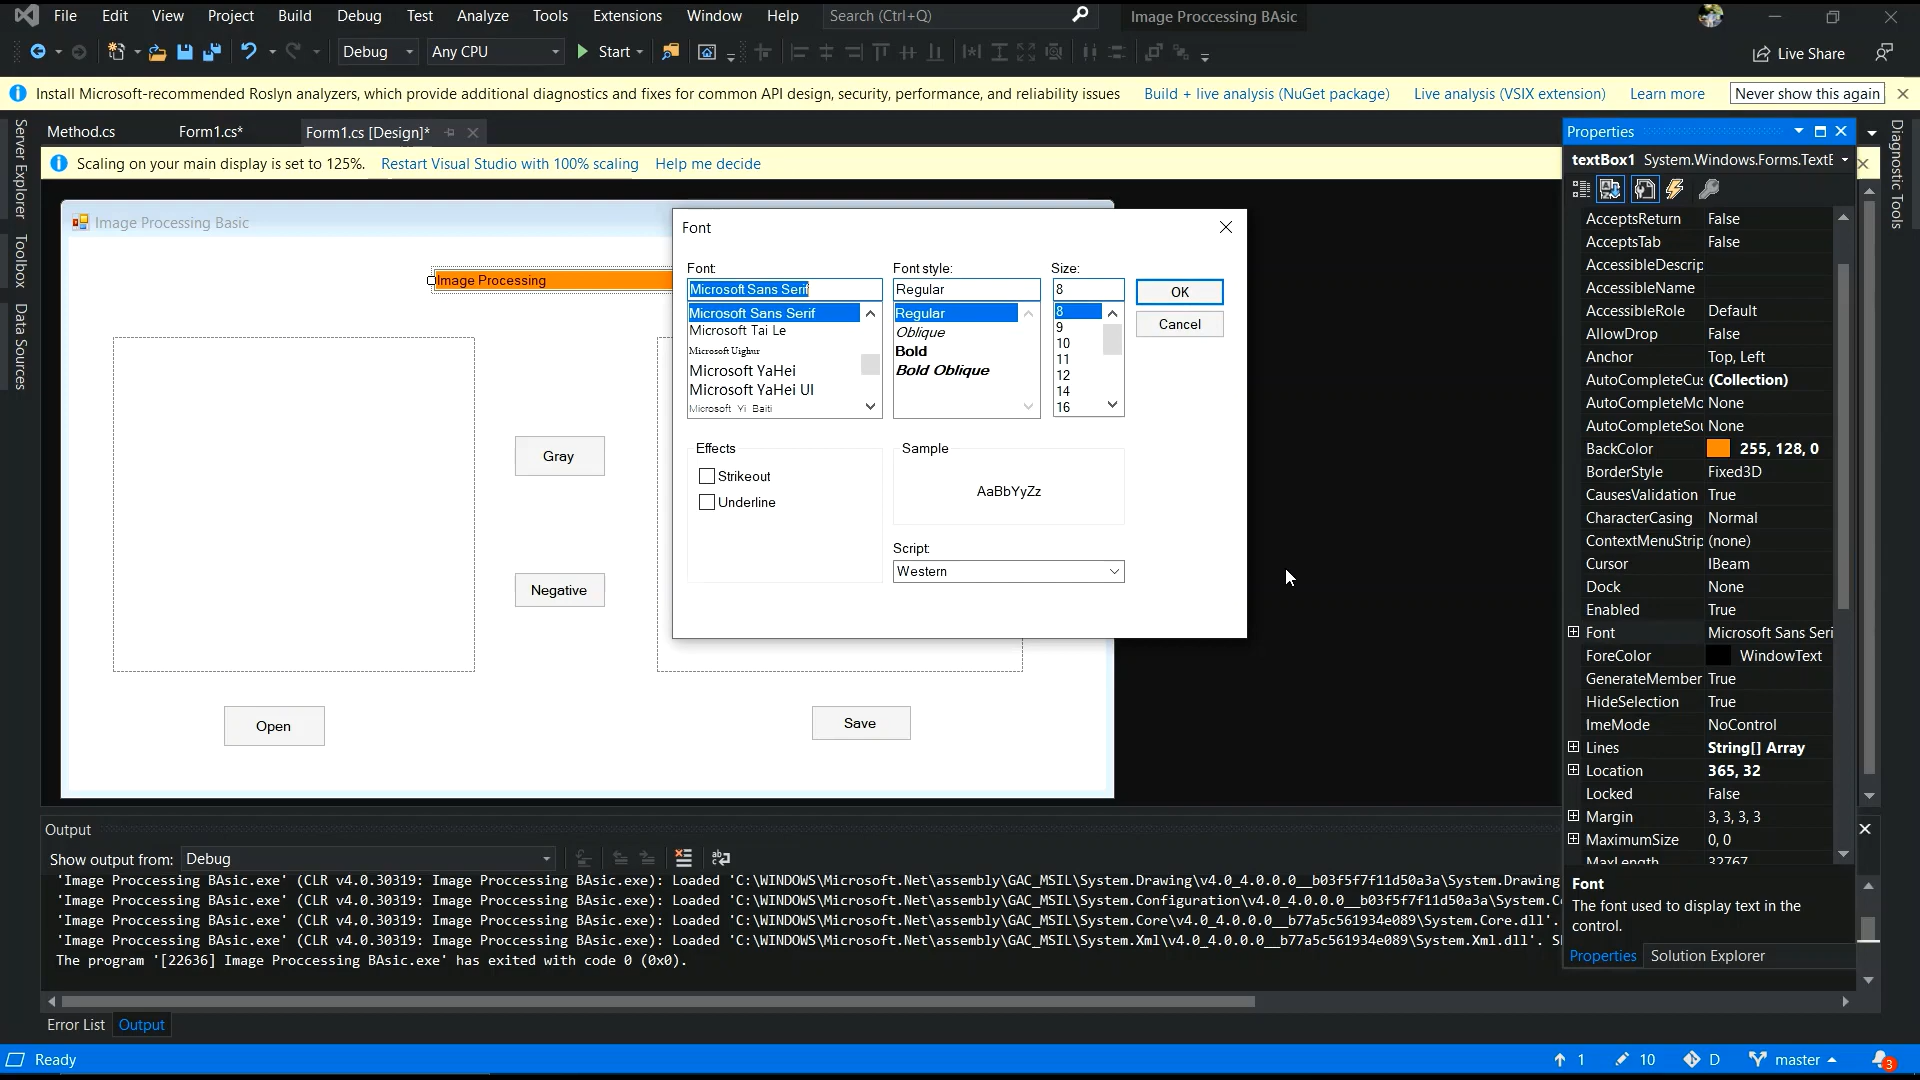 File Edit View Project Build Debug Test Analyze Tools Extensions Window Help Search (Ctrl+Q) Image Proccessing BAsic
Debug Any CPU Start Live Share
Install Microsoft-recommended Roslyn analyzers, which provide additional diagnostics and fixes for common API design, security, performance, and reliability issues Build + live analysis (NuGet package) Live analysis (VSIX extension) Learn more Never show this again
Server Explorer
Toolbox
Data Sources
Method.cs Form1.cs* Form1.cs [Design]*
Scaling on your main display is set to 125%. Restart Visual Studio with 100% scaling Help me decide
Image Processing Basic
Image Processing
Gray
Negative
Open
Save
Font
Font: Font style: Size:
Microsoft Sans Serif Regular 8
OK
Cancel
Microsoft Sans Serif
Microsoft Tai Le
Microsoft Uighur
Microsoft YaHei
Microsoft YaHei UI
Microsoft Yi Baiti
Regular
Oblique
Bold
Bold Oblique
8
9
10
11
12
14
16
Effects
Strikeout
Underline
Sample
AaBbYyZz
Script:
Western
Properties
textBox1 System.Windows.Forms.TextE
AcceptsReturn False
AcceptsTab False
AccessibleDescrip
AccessibleName
AccessibleRole Default
AllowDrop False
Anchor Top, Left
AutoCompleteCus (Collection)
AutoCompleteMo None
AutoCompleteSou None
BackColor 255, 128, 0
BorderStyle Fixed3D
CausesValidation True
CharacterCasing Normal
ContextMenuStrip (none)
Cursor IBeam
Dock None
Enabled True
Font Microsoft Sans Seri
ForeColor WindowText
GenerateMember True
HideSelection True
ImeMode NoControl
Lines String[] Array
Location 365, 32
Locked False
Margin 3, 3, 3, 3
MaximumSize 0, 0
MaxLength 32767
Font
The font used to display text in the
control.
Properties Solution Explorer
Diagnostic Tools
Output
Show output from: Debug
'Image Proccessing BAsic.exe' (CLR v4.0.30319: Image Proccessing BAsic.exe): Loaded 'C:\WINDOWS\Microsoft.Net\assembly\GAC_MSIL\System.Drawing\v4.0_4.0.0.0__b03f5f7f11d50a3a\System.Drawing
'Image Proccessing BAsic.exe' (CLR v4.0.30319: Image Proccessing BAsic.exe): Loaded 'C:\WINDOWS\Microsoft.Net\assembly\GAC_MSIL\System.Configuration\v4.0_4.0.0.0__b03f5f7f11d50a3a\System.Co
'Image Proccessing BAsic.exe' (CLR v4.0.30319: Image Proccessing BAsic.exe): Loaded 'C:\WINDOWS\Microsoft.Net\assembly\GAC_MSIL\System.Core\v4.0_4.0.0.0__b77a5c561934e089\System.Core.dll'.
'Image Proccessing BAsic.exe' (CLR v4.0.30319: Image Proccessing BAsic.exe): Loaded 'C:\WINDOWS\Microsoft.Net\assembly\GAC_MSIL\System.Xml\v4.0_4.0.0.0__b77a5c561934e089\System.Xml.dll'. S
The program '[22636] Image Proccessing BAsic.exe' has exited with code 0 (0x0).
Error List Output
Ready 1 10 D master 3